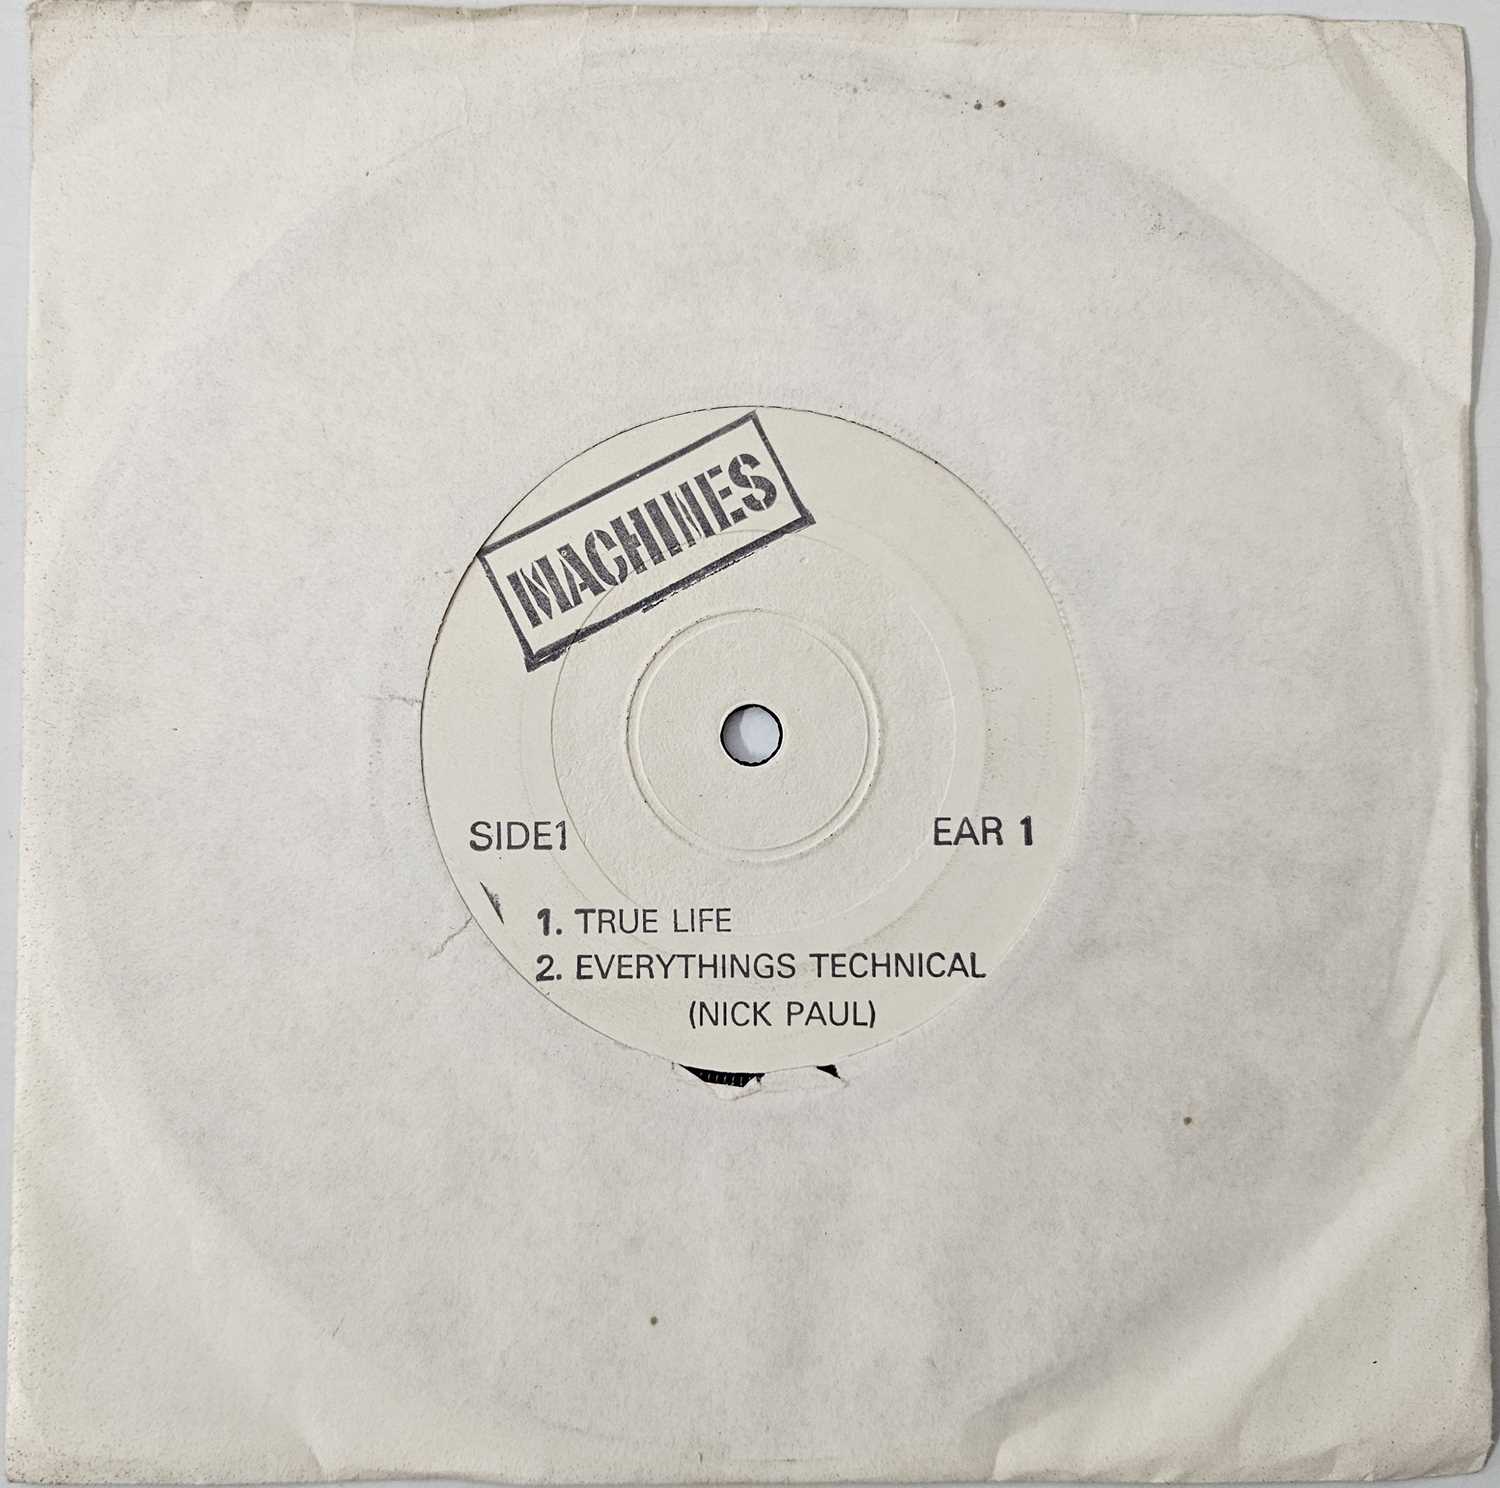 MACHINES
SIDE1
EAR 1
1. TRUE LIFE
2. EVERYTHINGS TECHNICAL
(NICK PAUL)